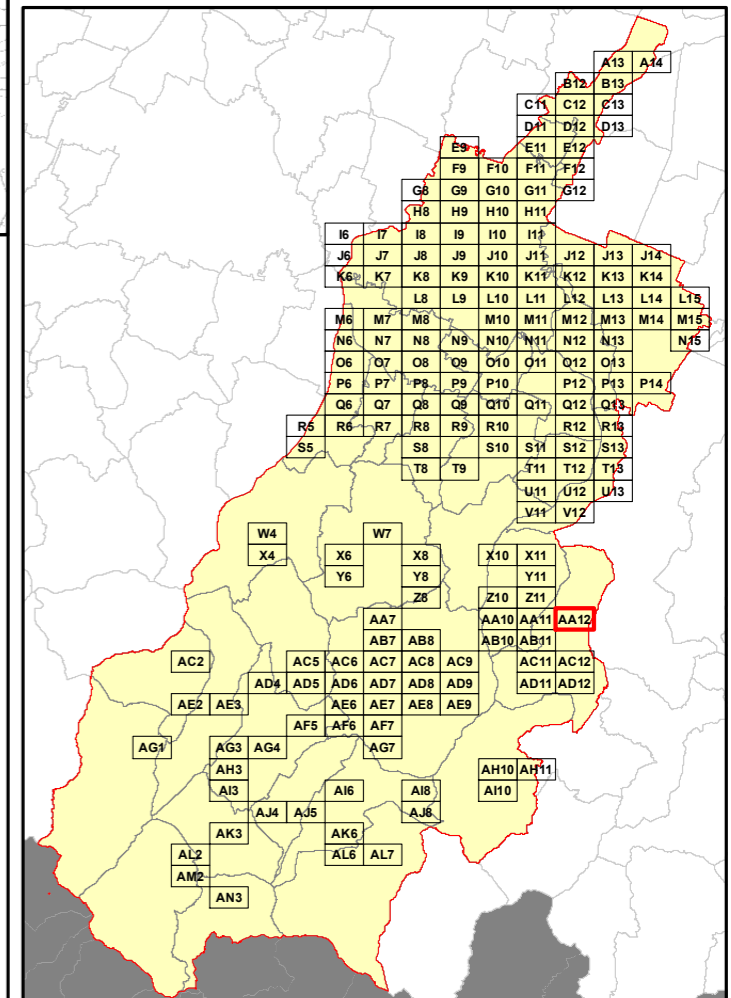 A13 A14
B12 B13
C11 C12 C13
D11 D12 D13
E9 E11 E12
F9 F10 F11 F12
G8 G9 G10 G11 G12
H8 H9 H10 H11
I6 I7 I8 I9 I10 I11
J6 J7 J8 J9 J10 J11 J12 J13 J14
K6 K7 K8 K9 K10 K11 K12 K13 K14
L8 L9 L10 L11 L12 L13 L14 L15
M6 M7 M8 M10 M11 M12 M13 M14 M15
N6 N7 N8 N9 N10 N11 N12 N13 N15
O6 O7 O8 O9 O10 O11 O12 O13
P6 P7 P8 P9 P10 P12 P13 P14
Q6 Q7 Q8 Q9 Q10 Q11 Q12 Q13
R5 R6 R7 R8 R9 R10 R12 R13
S5 S8 S10 S11 S12 S13
T8 T9 T11 T12 T13
U11 U12 U13
V11 V12
W4 W7
X4 X6 X8 X10 X11
Y6 Y8 Y11
Z8 Z10 Z11
AA7 AA10 AA11 AA12
AB7 AB8 AB10 AB11
AC2 AC5 AC6 AC7 AC8 AC9 AC11 AC12
AD4 AD5 AD6 AD7 AD8 AD9 AD11 AD12
AE2 AE3 AE6 AE7 AE8 AE9
AF5 AF6 AF7
AG1 AG3 AG4 AG7
AH3 AH10 AH11
AI3 AI6 AI8 AI10
AJ4 AJ5 AJ8
AK3 AK6
AL2 AL6 AL7
AM2
AN3